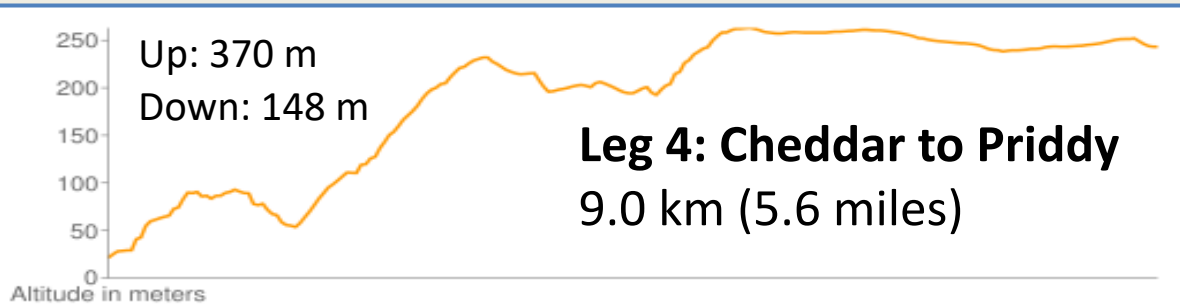 250
Up: 370 m
200
Down: 148 m
150
Leg 4: Cheddar to Priddy
100
9.0 km (5.6 miles)
50
0
Altitude in meters